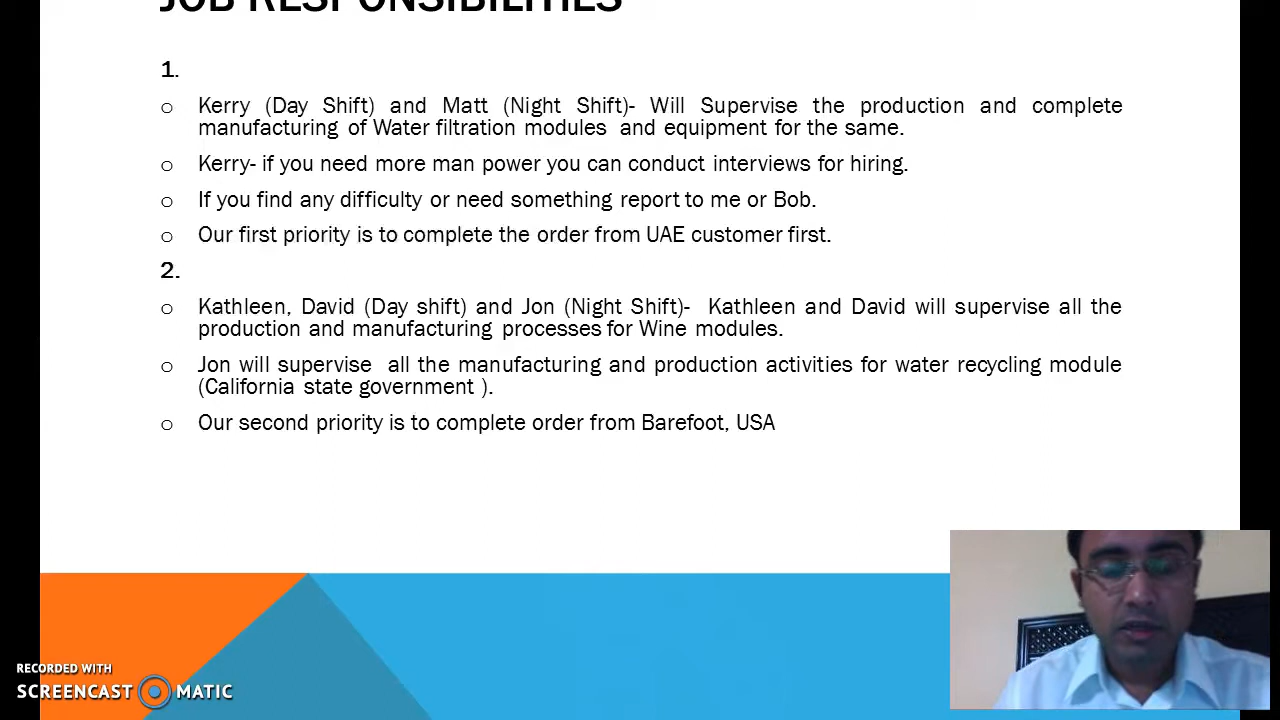 JOB RESPONSIBILITIES
1.
o Kerry (Day Shift) and Matt (Night Shift)- Will Supervise the production and complete
manufacturing of Water filtration modules and equipment for the same.
o Kerry- if you need more man power you can conduct interviews for hiring.
o If you find any difficulty or need something report to me or Bob.
o Our first priority is to complete the order from UAE customer first.
2.
o Kathleen, David (Day shift) and Jon (Night Shift)- Kathleen and David will supervise all the
production and manufacturing processes for Wine modules.
o Jon will supervise all the manufacturing and production activities for water recycling module
(California state government ).
o Our second priority is to complete order from Barefoot, USA
RECORDED WITH
SCREENCAST MATIC